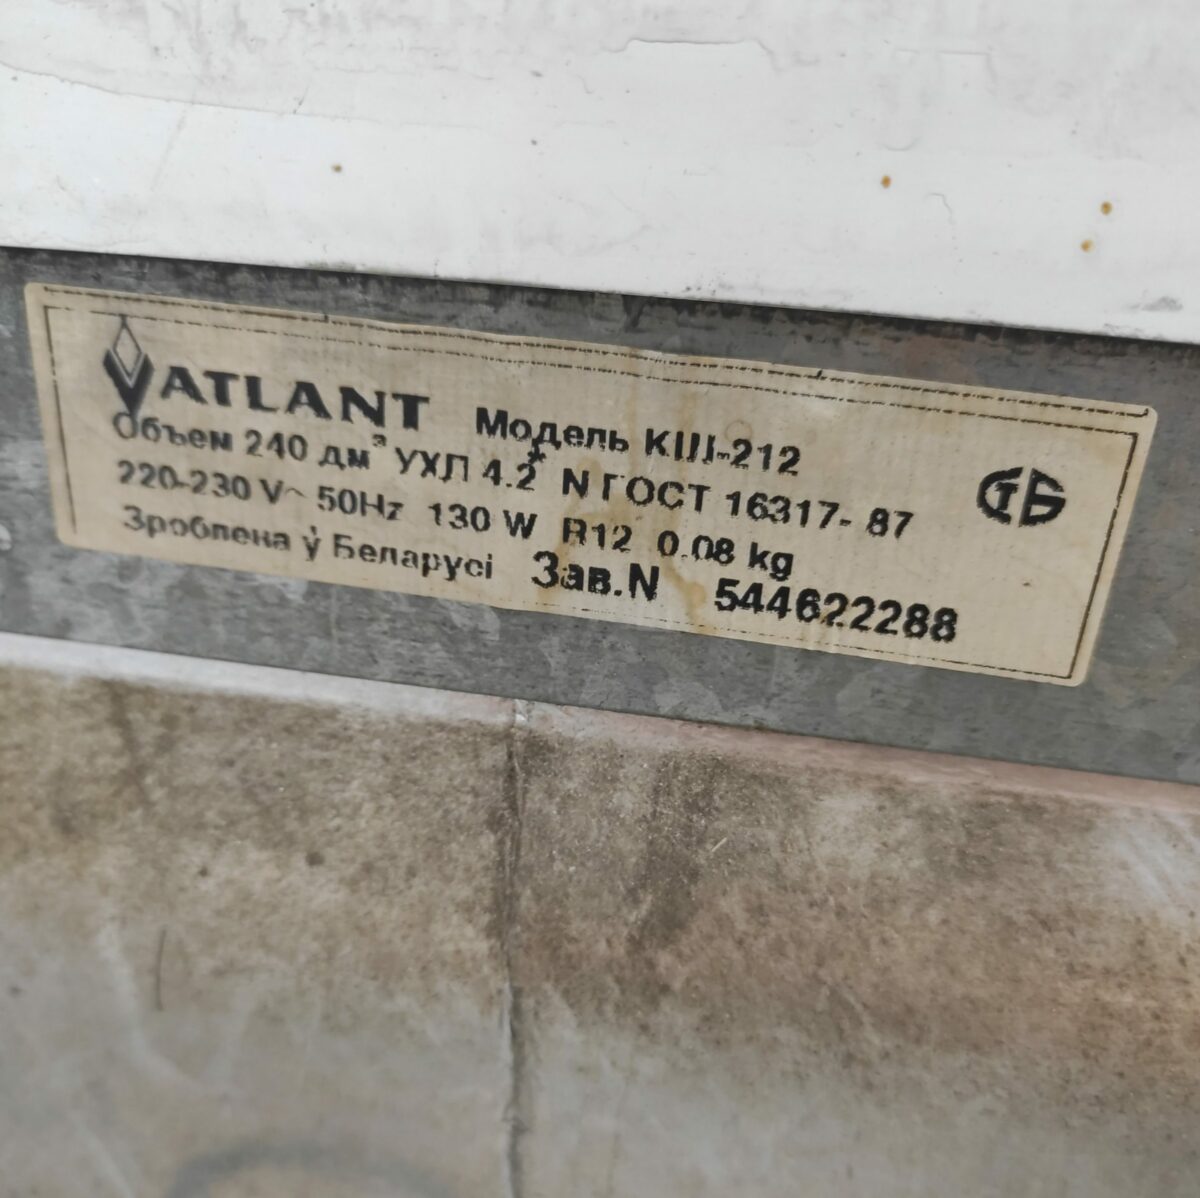 ATLANT Модель КШ-212
Объем 240 дм³ УХЛ 4.2* N ГОСТ 16317-87
220-230 V~ 50Hz 130 W R12 0.08 kg
Зроблена ў Беларусі Зав.N 544622288
СТБ